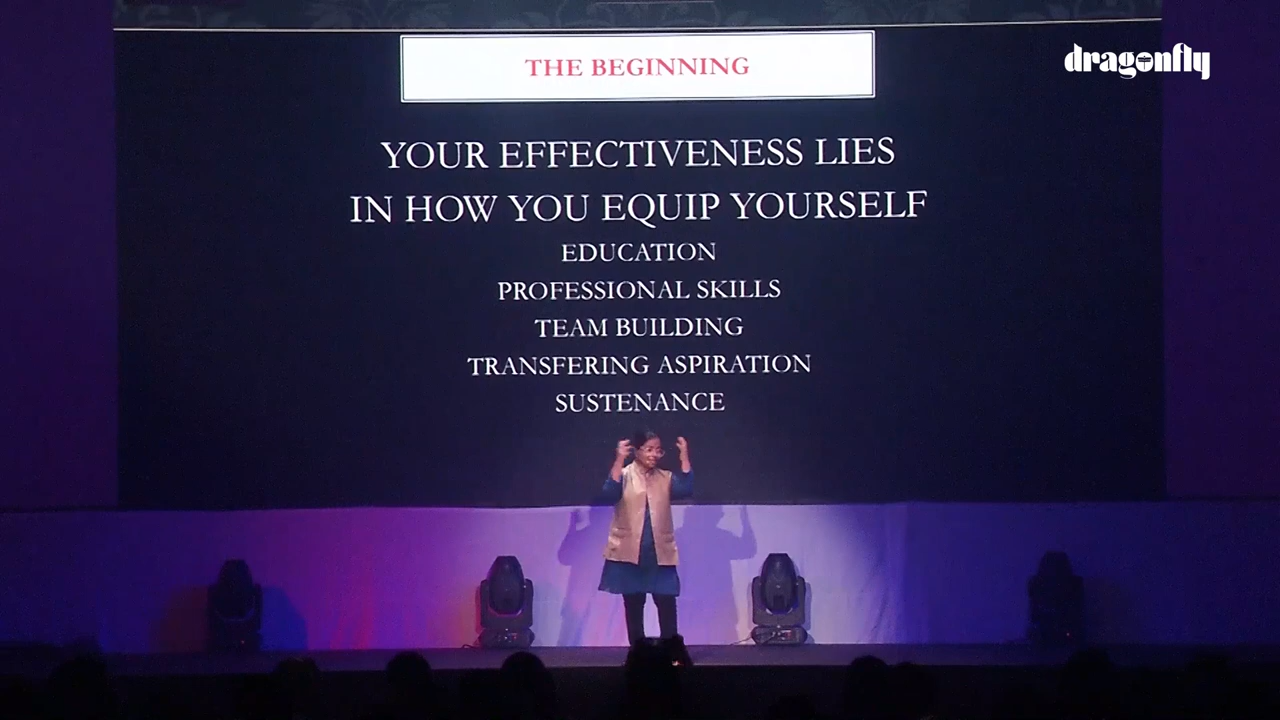 THE BEGINNING
dragonfly
YOUR EFFECTIVENESS LIES
IN HOW YOU EQUIP YOURSELF
EDUCATION
PROFESSIONAL SKILLS
TEAM BUILDING
TRANSFERING ASPIRATION
SUSTENANCE